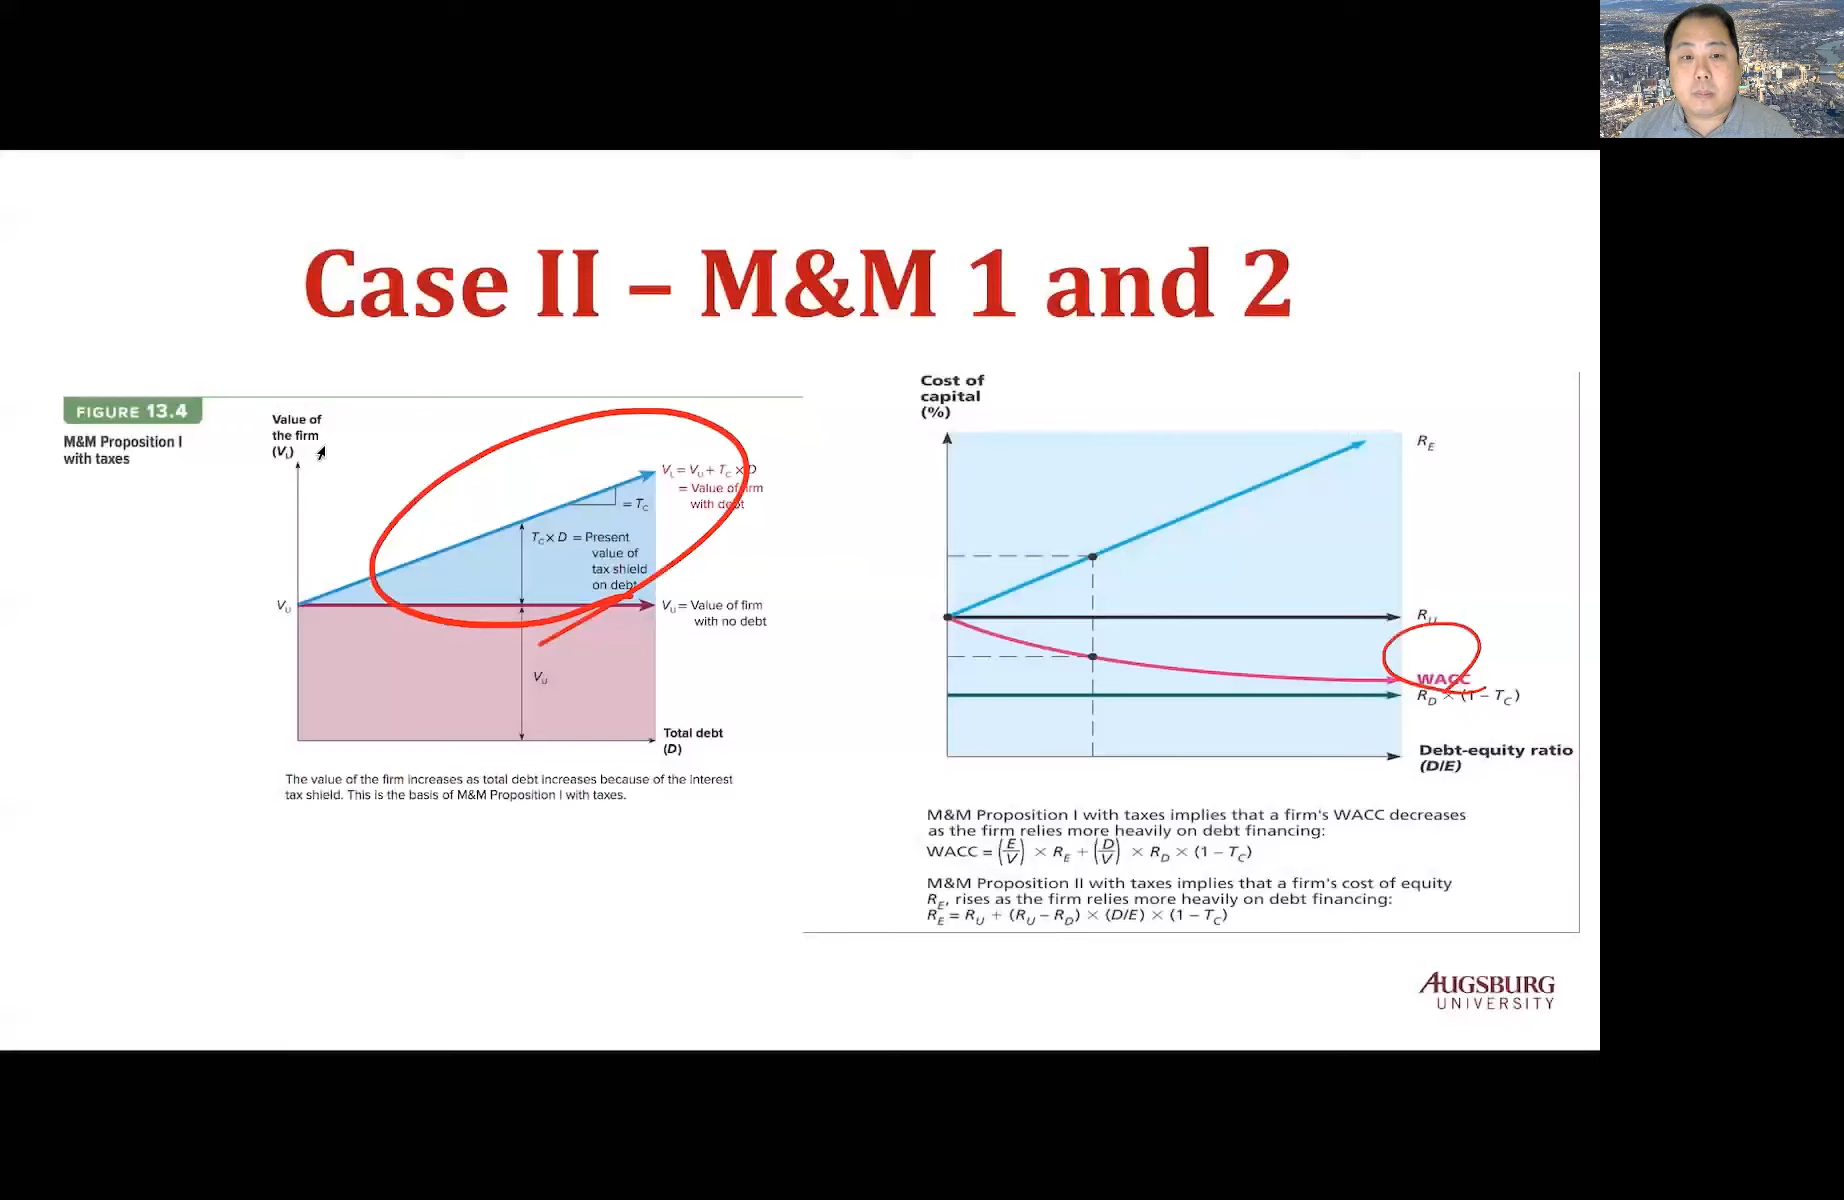 Case II – M&M 1 and 2
FIGURE 13.4
M&M Proposition I
with taxes
Value of
the firm
(V_L)
V_L = V_U + T_C × D
= Value of firm
with debt
= T_C
T_C × D = Present
value of
tax shield
on debt
V_U
V_U = Value of firm
with no debt
V_U
Total debt
(D)
The value of the firm increases as total debt increases because of the interest
tax shield. This is the basis of M&M Proposition I with taxes.
Cost of
capital
(%)
R_E
R_U
WACC
R_D × (1 – T_C)
Debt-equity ratio
(D/E)
M&M Proposition I with taxes implies that a firm's WACC decreases
as the firm relies more heavily on debt financing:
WACC = (E/V) × R_E + (D/V) × R_D × (1 – T_C)
M&M Proposition II with taxes implies that a firm's cost of equity
R_E, rises as the firm relies more heavily on debt financing:
R_E = R_U + (R_U – R_D) × (D/E) × (1 – T_C)
AUGSBURG
UNIVERSITY